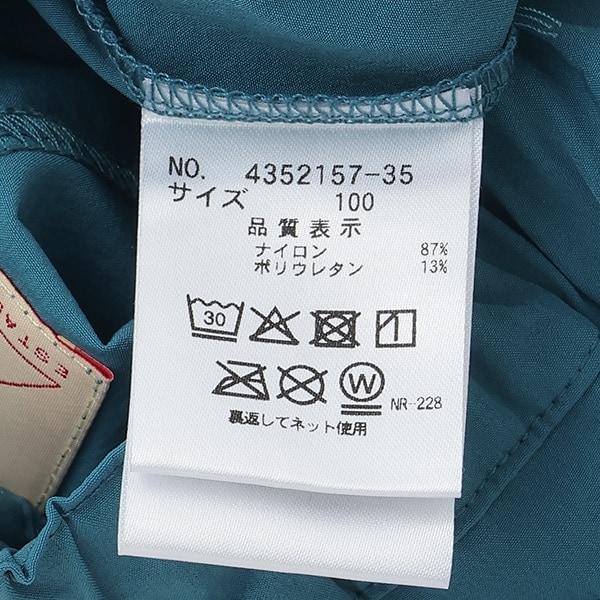 NO. 4352157-35
サイズ 100
品質表示
ナイロン 87%
ポリウレタン 13%
30
W
NR-228
裏返してネット使用
ESTA